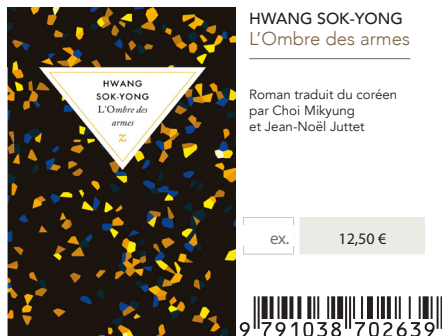 HWANG
SOK-YONG
L'Ombre des
armes
z
HWANG SOK-YONG
L'Ombre des armes
Roman traduit du coréen
par Choi Mikyung
et Jean-Noël Juttet
ex.
12,50 €
9 791038 702639